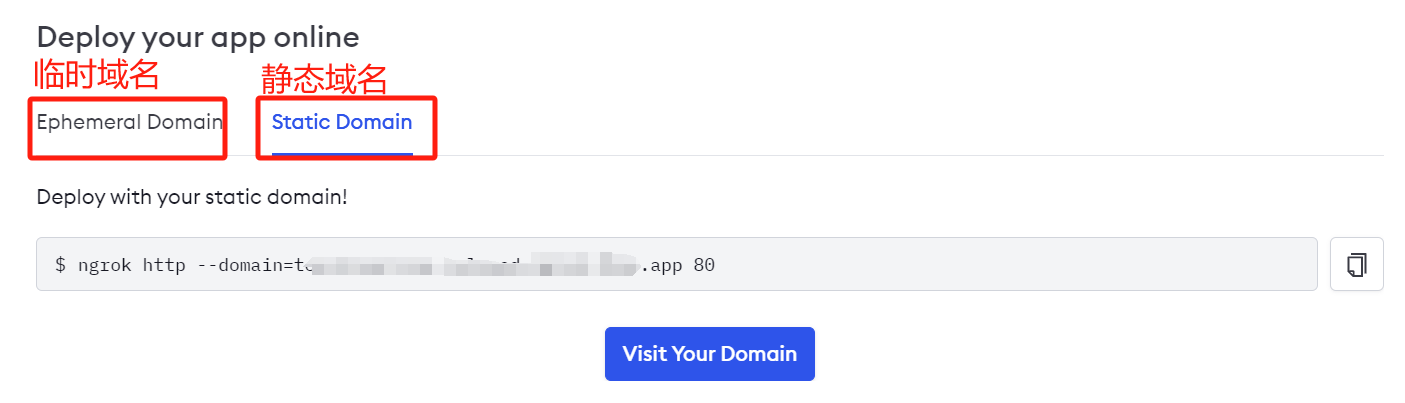 Deploy your app online
临时域名 静态域名
Ephemeral Domain Static Domain
Deploy with your static domain!
$ ngrok http --domain= .app 80
Visit Your Domain